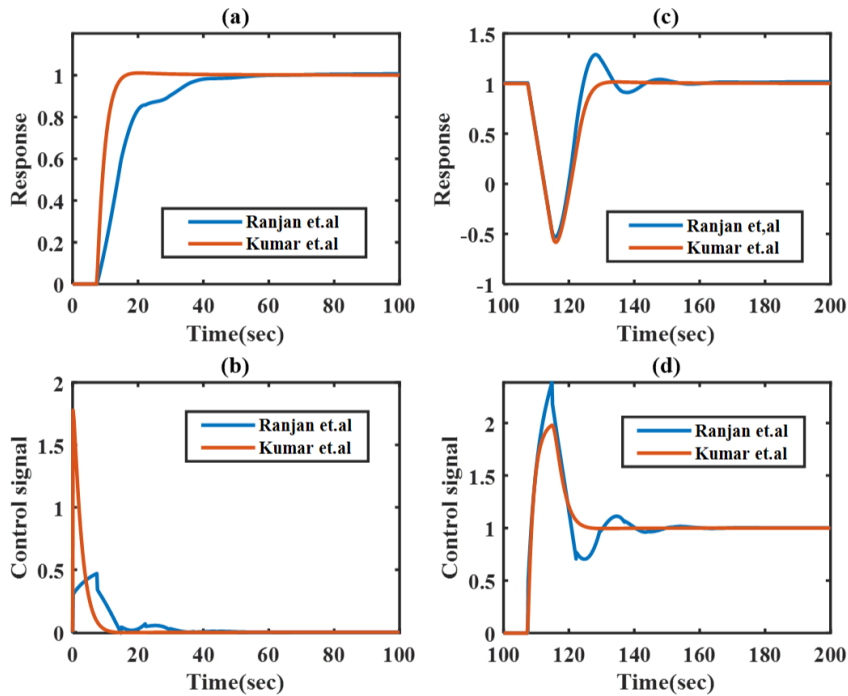 (a)
1
0.8
0.6
0.4
0.2
0
Response
Ranjan et.al
Kumar et.al
0 20 40 60 80 100
Time(sec)
(c)
1.5
1
0.5
0
-0.5
-1
Response
Ranjan et,al
Kumar et.al
100 120 140 160 180 200
Time(sec)
(b)
2
1.5
1
0.5
0
Control signal
Ranjan et.al
Kumar et.al
0 20 40 60 80 100
Time(sec)
(d)
2
1
0
Control signal
Ranjan et.al
Kumar et.al
100 120 140 160 180 200
Time(sec)